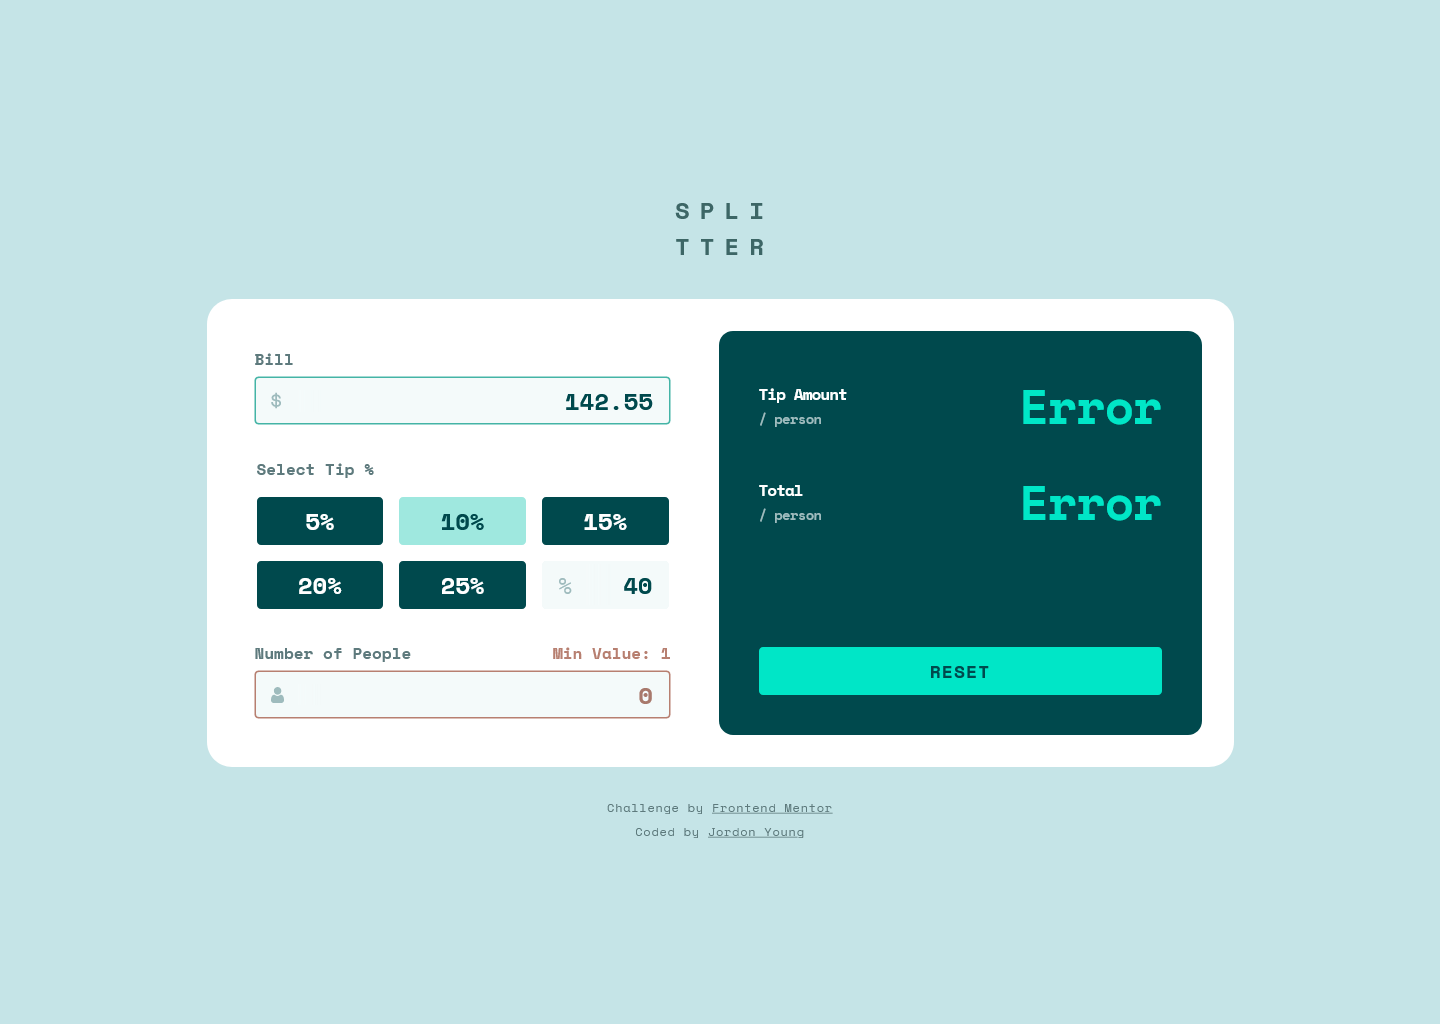 SPLI
TTER
Bill
$ 142.55
Select Tip %
5% 10% 15%
20% 25% % 40
Number of People Min Value: 1
0
Tip Amount
/ person
Error
Total
/ person
Error
RESET
Challenge by Frontend Mentor
Coded by Jordon Young